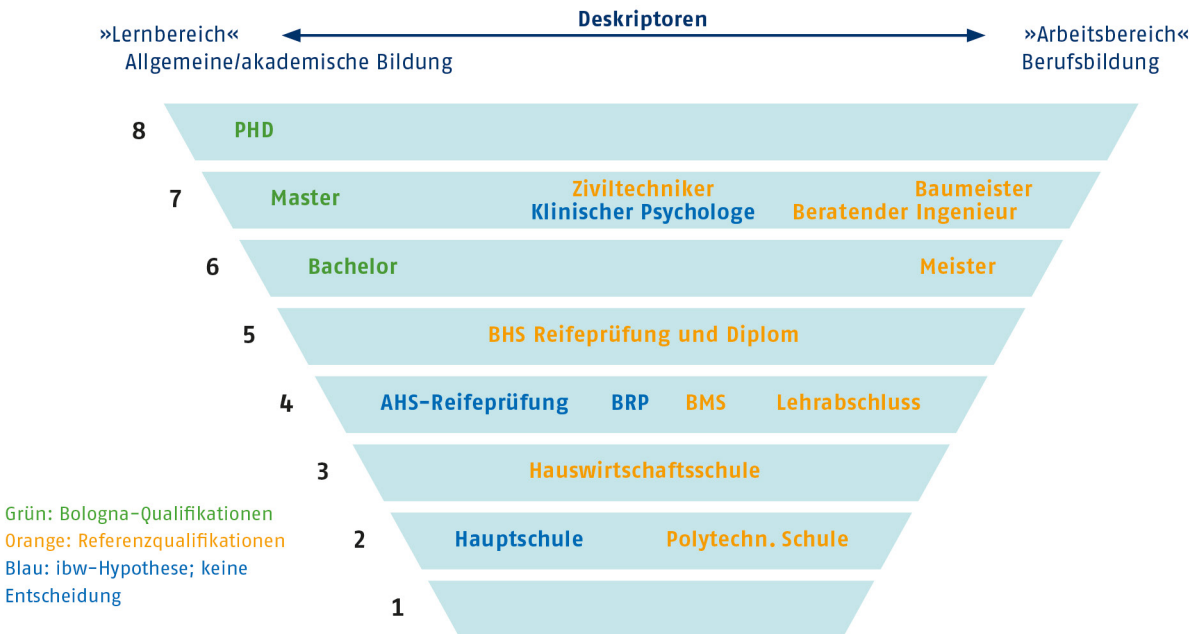 Deskriptoren
»Lernbereich«
»Arbeitsbereich«
Allgemeine/akademische Bildung
Berufsbildung
8
PHD
7
Master
Ziviltechniker
Klinischer Psychologe
Baumeister
Beratender Ingenieur
6
Bachelor
Meister
5
BHS Reifeprüfung und Diplom
4
AHS-Reifeprüfung
BRP
BMS
Lehrabschluss
3
Hauswirtschaftsschule
2
Hauptschule
Polytechn. Schule
1
Grün: Bologna-Qualifikationen
Orange: Referenzqualifikationen
Blau: ibw-Hypothese; keine
Entscheidung